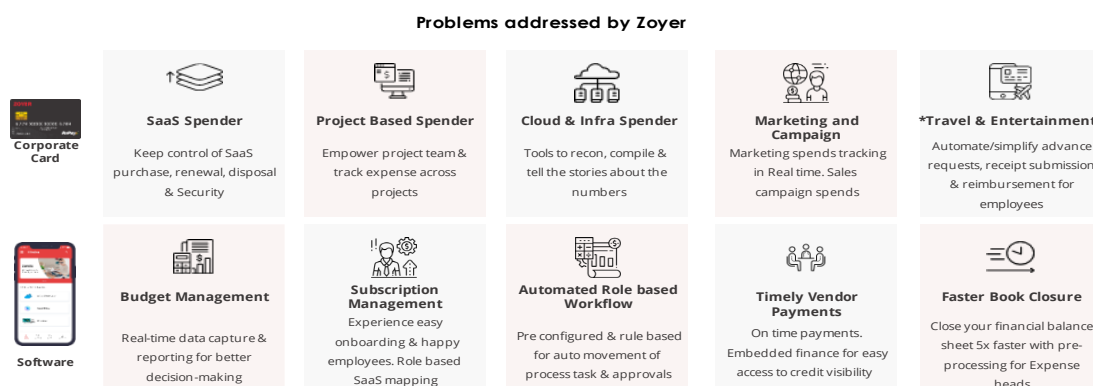 Problems addressed by Zoyer
Corporate
Card
SaaS Spender
Keep control of SaaS
purchase, renewal, disposal
& Security
Project Based Spender
Empower project team &
track expense across
projects
Cloud & Infra Spender
Tools to recon, compile &
tell the stories about the
numbers
Marketing and
Campaign
Marketing spends tracking
in Real time. Sales
campaign spends
*Travel & Entertainment
Automate/simplify advance
requests, receipt submission
& reimbursement for
employees
Software
Budget Management
Real-time data capture &
reporting for better
decision-making
Subscription
Management
Experience easy
onboarding & happy
employees. Role based
SaaS mapping
Automated Role based
Workflow
Pre configured & rule based
for auto movement of
process task & approvals
Timely Vendor
Payments
On time payments.
Embedded finance for easy
access to credit visibility
Faster Book Closure
Close your financial balance
sheet 5x faster with pre-
processing for Expense
heads